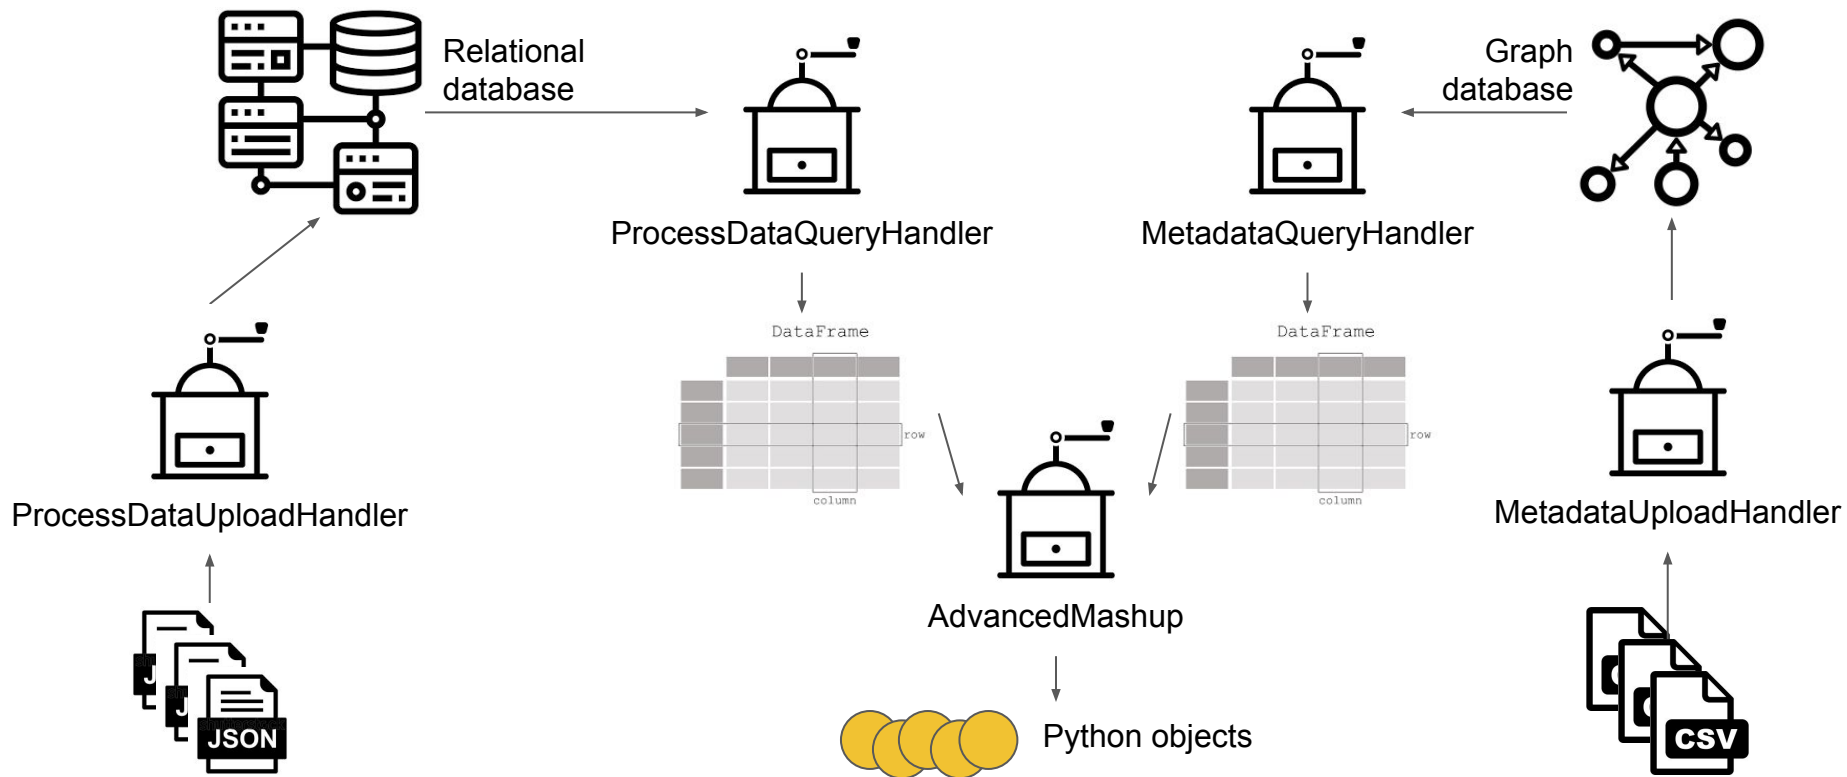 Relational
database
Graph
database
ProcessDataQueryHandler
MetadataQueryHandler
DataFrame
row
column
DataFrame
row
column
ProcessDataUploadHandler
MetadataUploadHandler
AdvancedMashup
Python objects
J
J
JSON
CSV